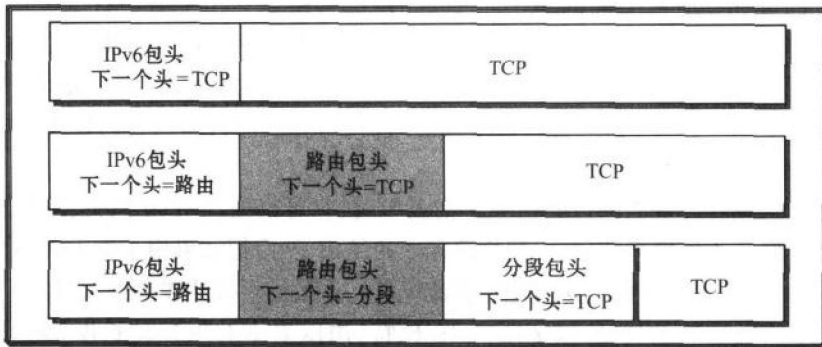 IPv6包头
下一个头=TCP
TCP
IPv6包头
下一个头=路由
路由包头
下一个头=TCP
TCP
IPv6包头
下一个头=路由
路由包头
下一个头=分段
分段包头
下一个头=TCP
TCP